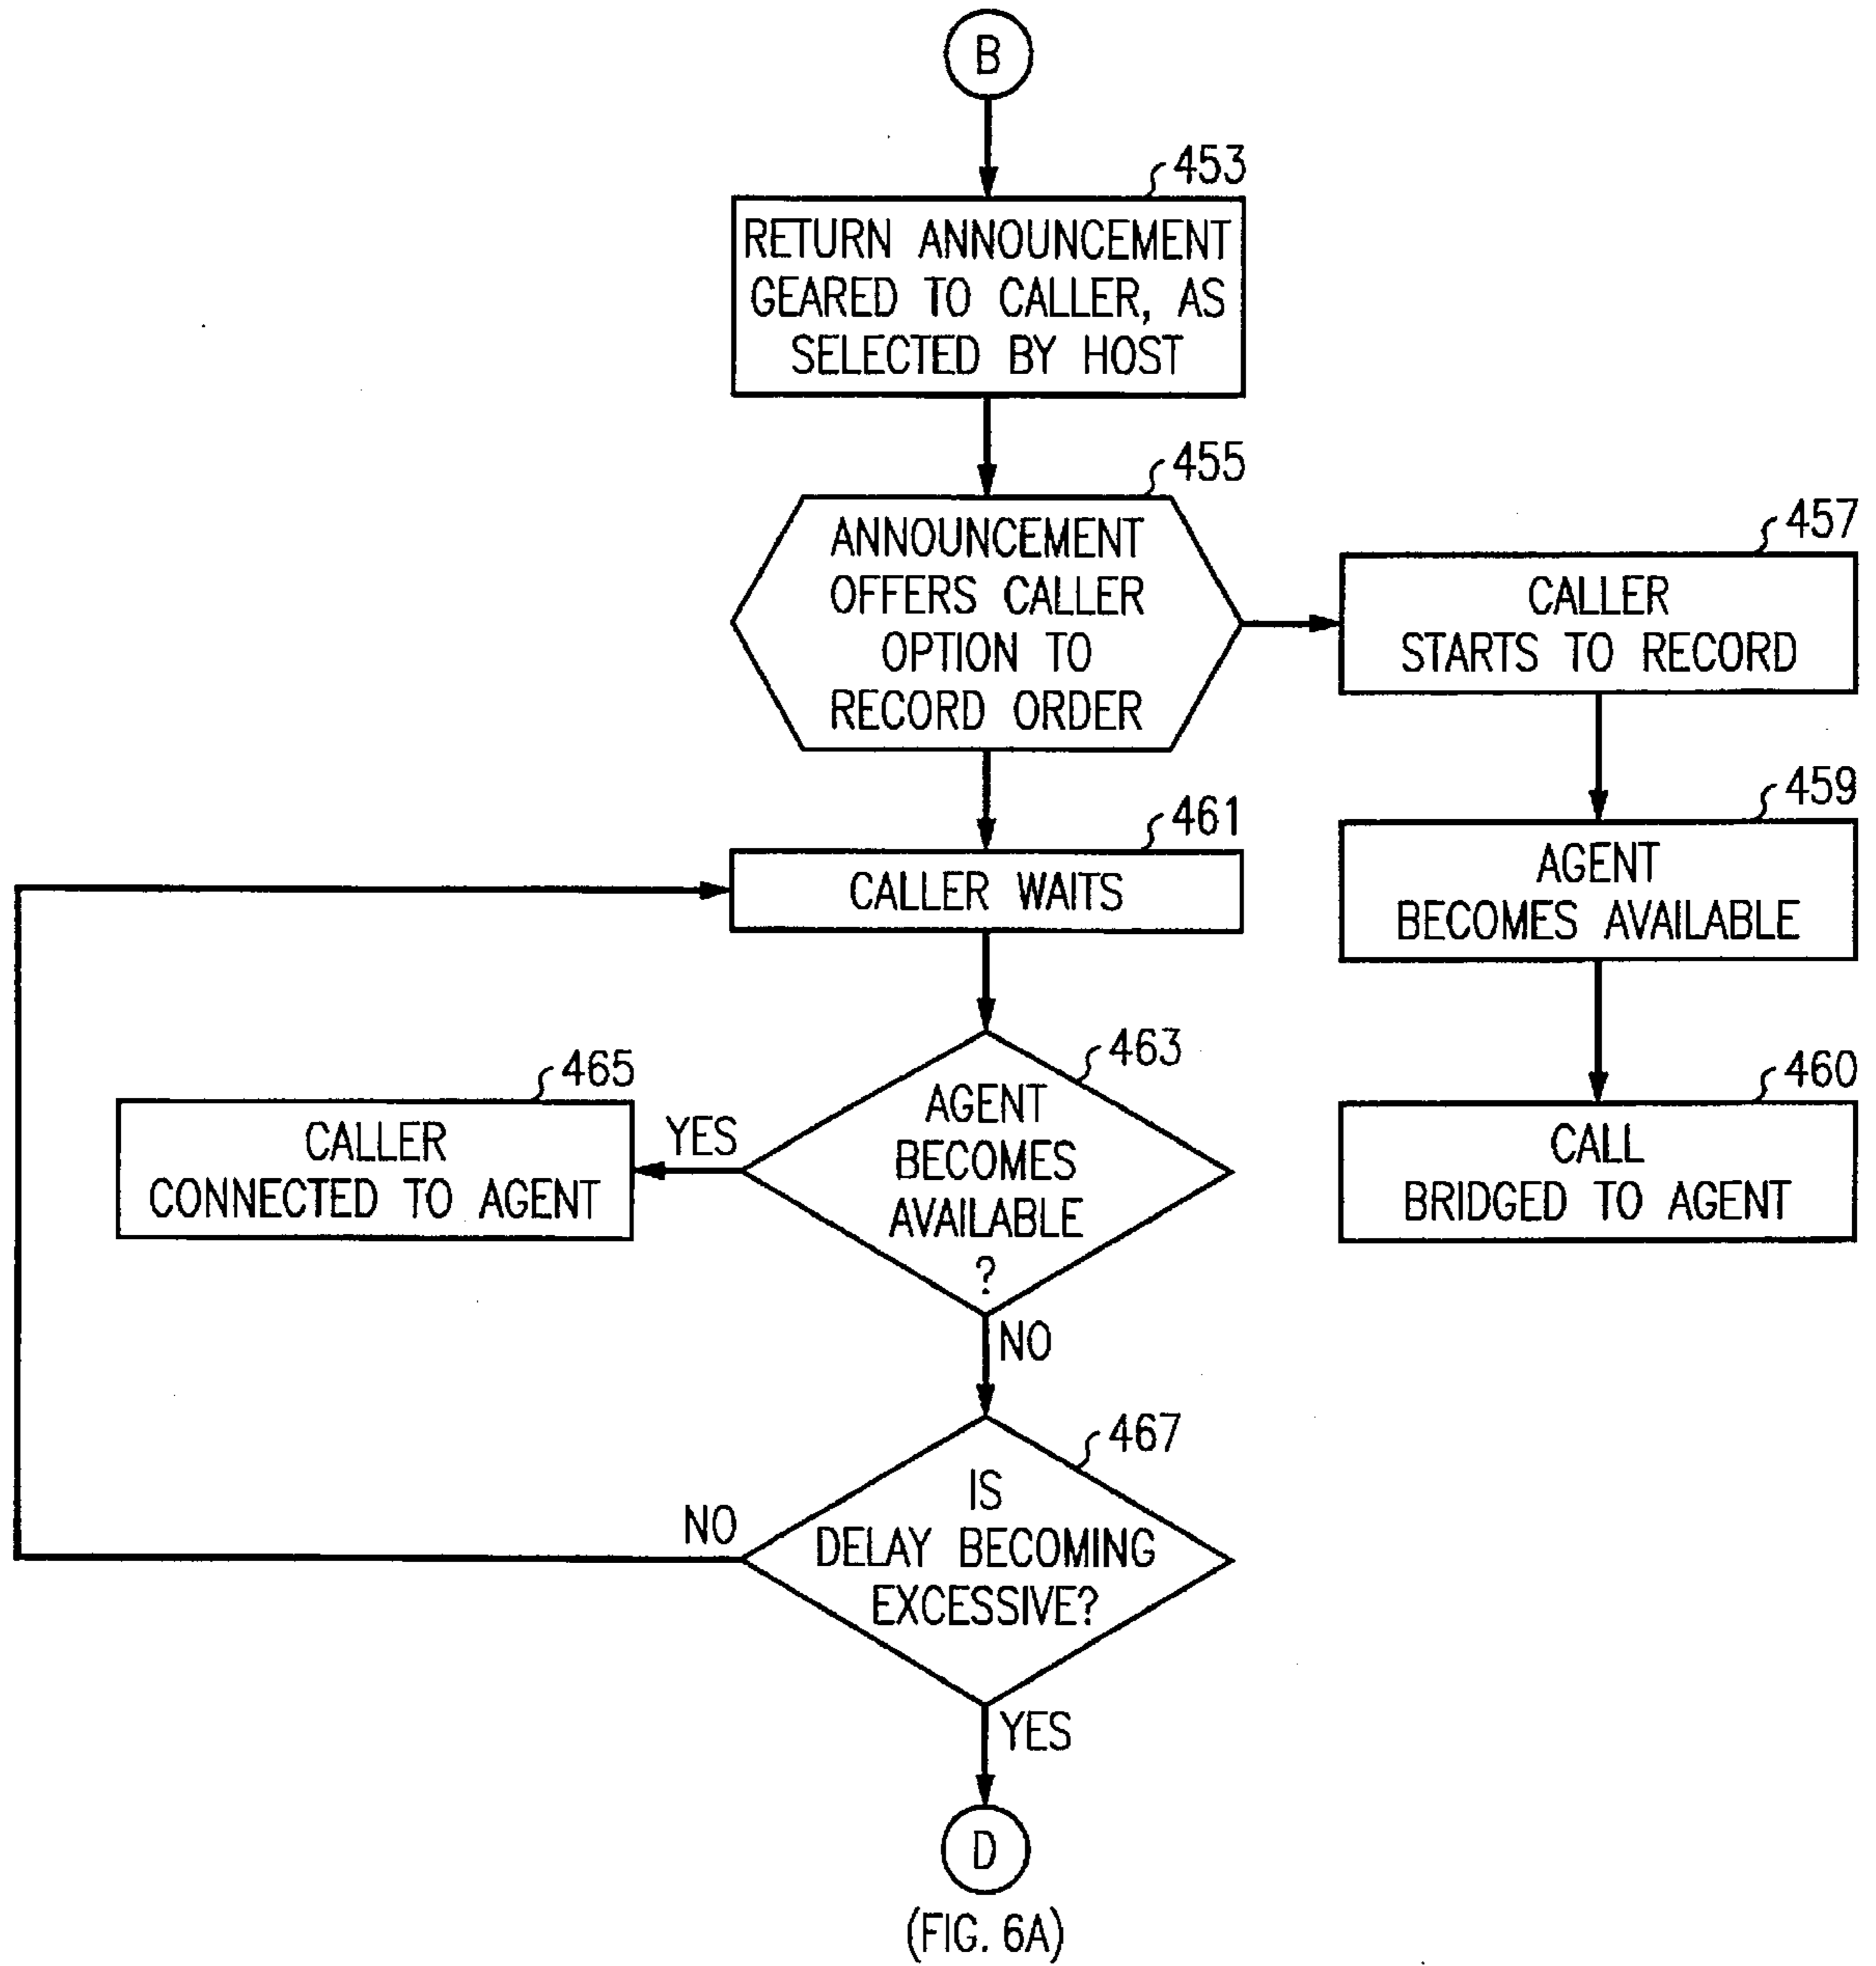 B
453
RETURN ANNOUNCEMENT
GEARED TO CALLER, AS
SELECTED BY HOST
455
ANNOUNCEMENT
OFFERS CALLER
OPTION TO
RECORD ORDER
457
CALLER
STARTS TO RECORD
459
AGENT
BECOMES AVAILABLE
460
CALL
BRIDGED TO AGENT
461
CALLER WAITS
463
AGENT
BECOMES
AVAILABLE
?
YES
465
CALLER
CONNECTED TO AGENT
NO
467
IS
DELAY BECOMING
EXCESSIVE?
NO
YES
D
(FIG. 6A)